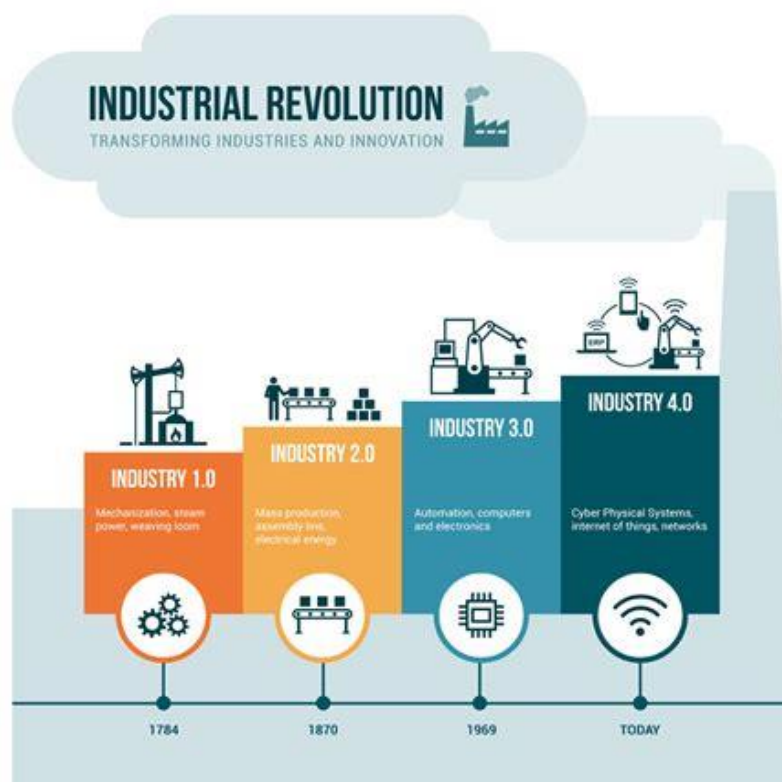 INDUSTRIAL REVOLUTION
TRANSFORMING INDUSTRIES AND INNOVATION
INDUSTRY 1.0
Mechanization, steam
power, weaving loom
INDUSTRY 2.0
Mass production,
assembly line,
electrical energy
INDUSTRY 3.0
Automation, computers
and electronics
ERP
INDUSTRY 4.0
Cyber Physical Systems,
internet of things, networks
1784
1870
1969
TODAY